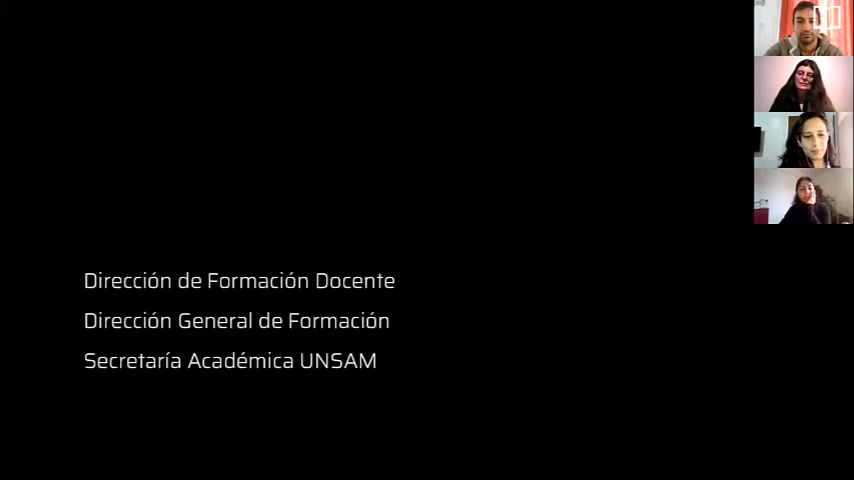 Dirección de Formación Docente
Dirección General de Formación
Secretaría Académica UNSAM